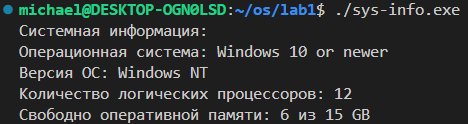 michael@DESKTOP-OGN0LSD:~/os/lab1$ ./sys-info.exe
Системная информация:
Операционная система: Windows 10 or newer
Версия ОС: Windows NT
Количество логических процессоров: 12
Свободно оперативной памяти: 6 из 15 GB